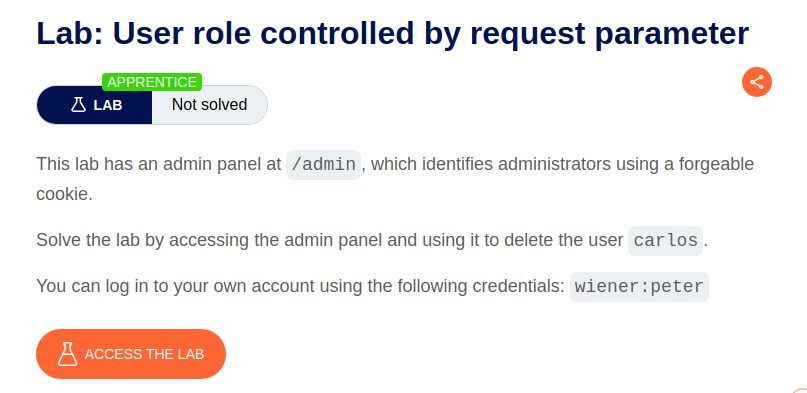 Lab: User role controlled by request parameter
APPRENTICE
LAB Not solved
This lab has an admin panel at /admin, which identifies administrators using a forgeable
cookie.
Solve the lab by accessing the admin panel and using it to delete the user carlos.
You can log in to your own account using the following credentials: wiener:peter
ACCESS THE LAB